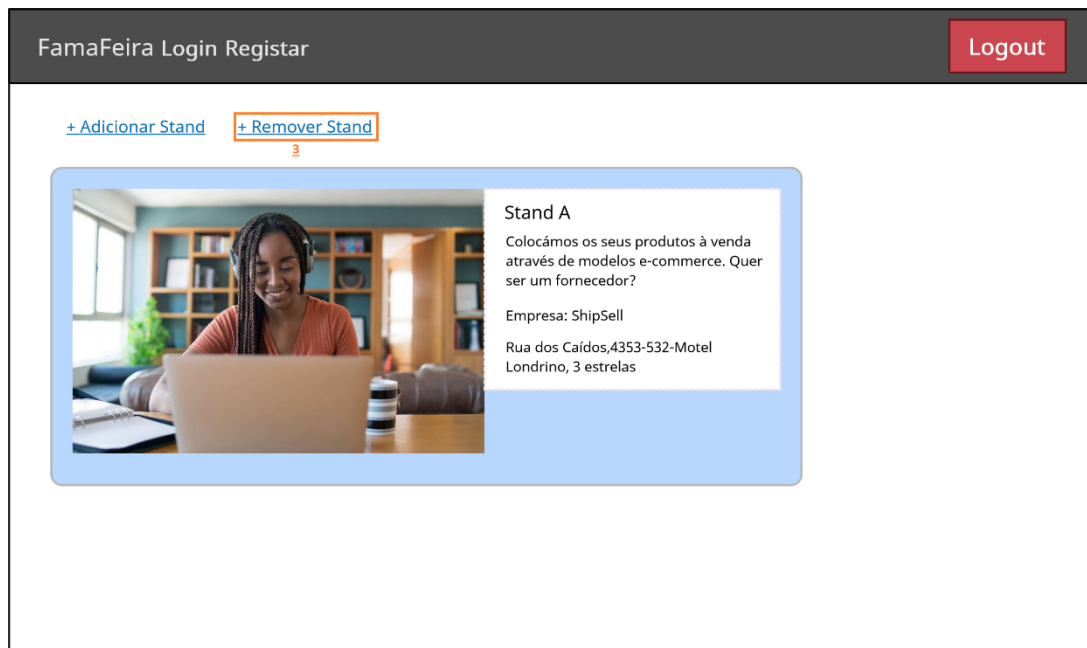 FamaFeira Login Registar
Logout
+ Adicionar Stand
+ Remover Stand
3
Stand A
Colocámos os seus produtos à venda
através de modelos e-commerce. Quer
ser um fornecedor?
Empresa: ShipSell
Rua dos Caídos,4353-532-Motel
Londrino, 3 estrelas